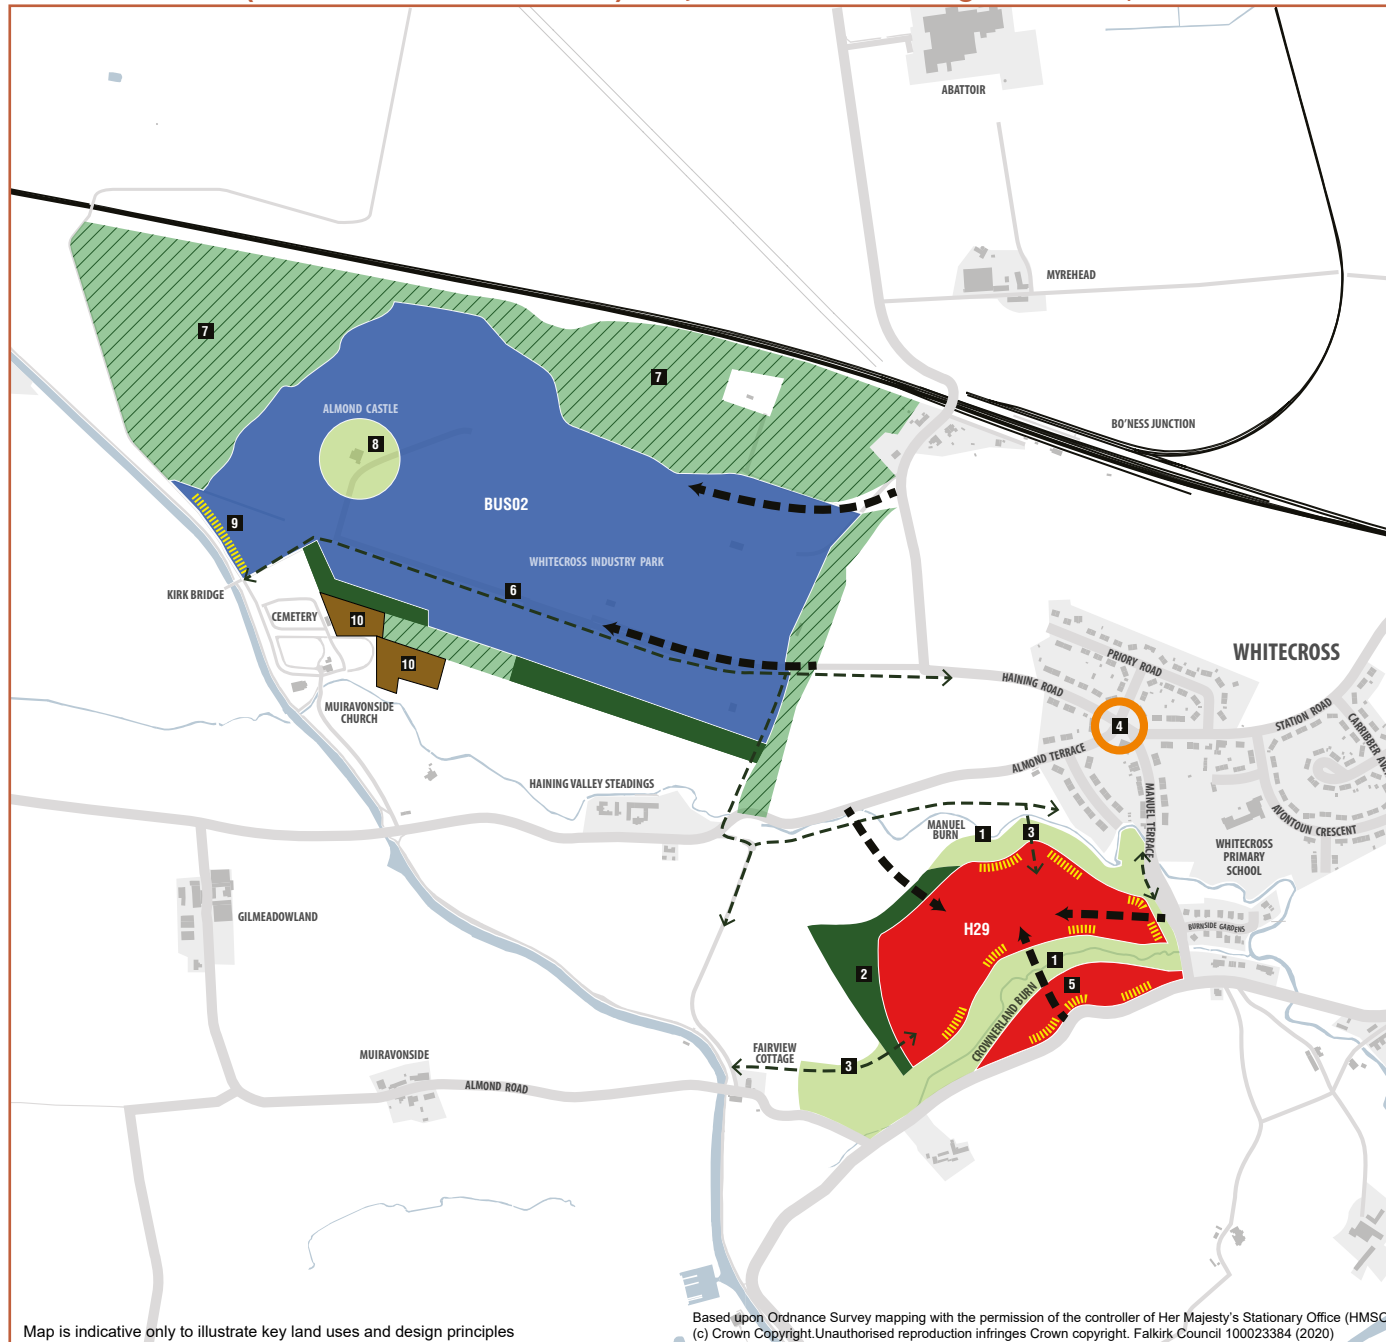 ABATTOIR
MYREHEAD
7
7
ALMOND CASTLE
8
BO'NESS JUNCTION
BUS02
9
WHITECROSS INDUSTRY PARK
6
KIRK BRIDGE
CEMETERY
10
10
MUIRAVONSIDE
CHURCH
WHITECROSS
PRIORY ROAD
HAINING ROAD
4
STATION ROAD
ALMOND TERRACE
MANUEL TERRACE
AVONTOUN CRESCENT
HAINING VALLEY STEADINGS
MANUEL
BURN
1
3
WHITECROSS
PRIMARY
SCHOOL
GILMEADOWLAND
H29
BURNSIDE GARDENS
2
1
5
CROWNERLAND BURN
FAIRVIEW
COTTAGE
3
MUIRAVONSIDE
ALMOND ROAD
Map is indicative only to illustrate key land uses and design principles
Based upon Ordnance Survey mapping with the permission of the controller of Her Majesty's Stationary Office (HMSO
(c) Crown Copyright.Unauthorised reproduction infringes Crown copyright. Falkirk Council 100023384 (2020)